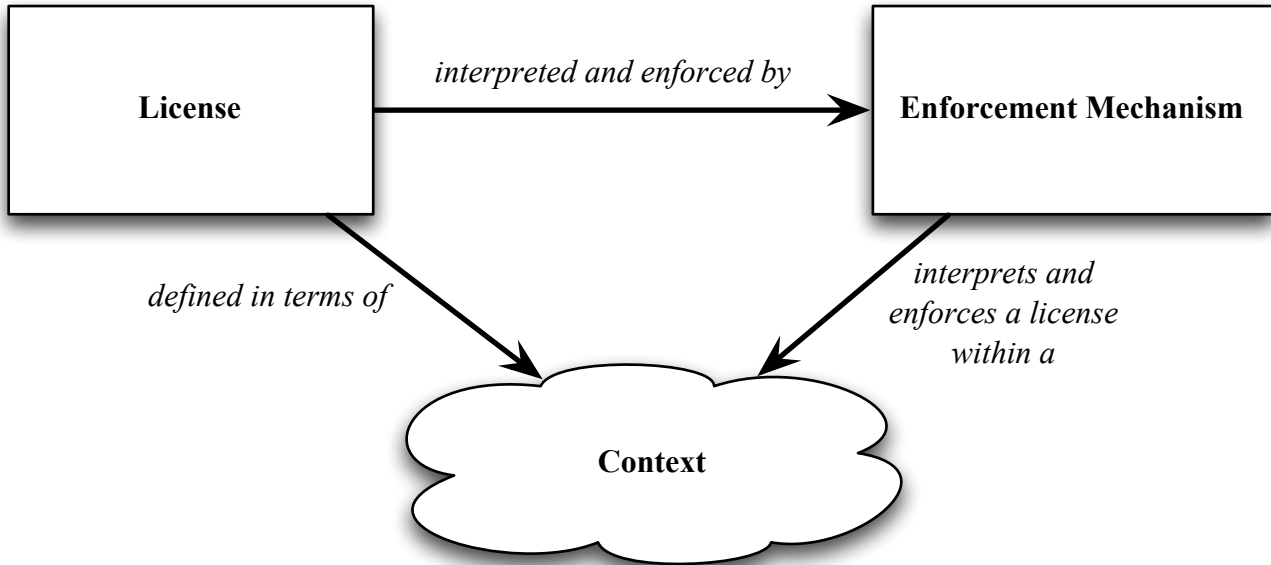 interpreted and enforced by
License
Enforcement Mechanism
defined in terms of
interprets and
enforces a license
within a
Context